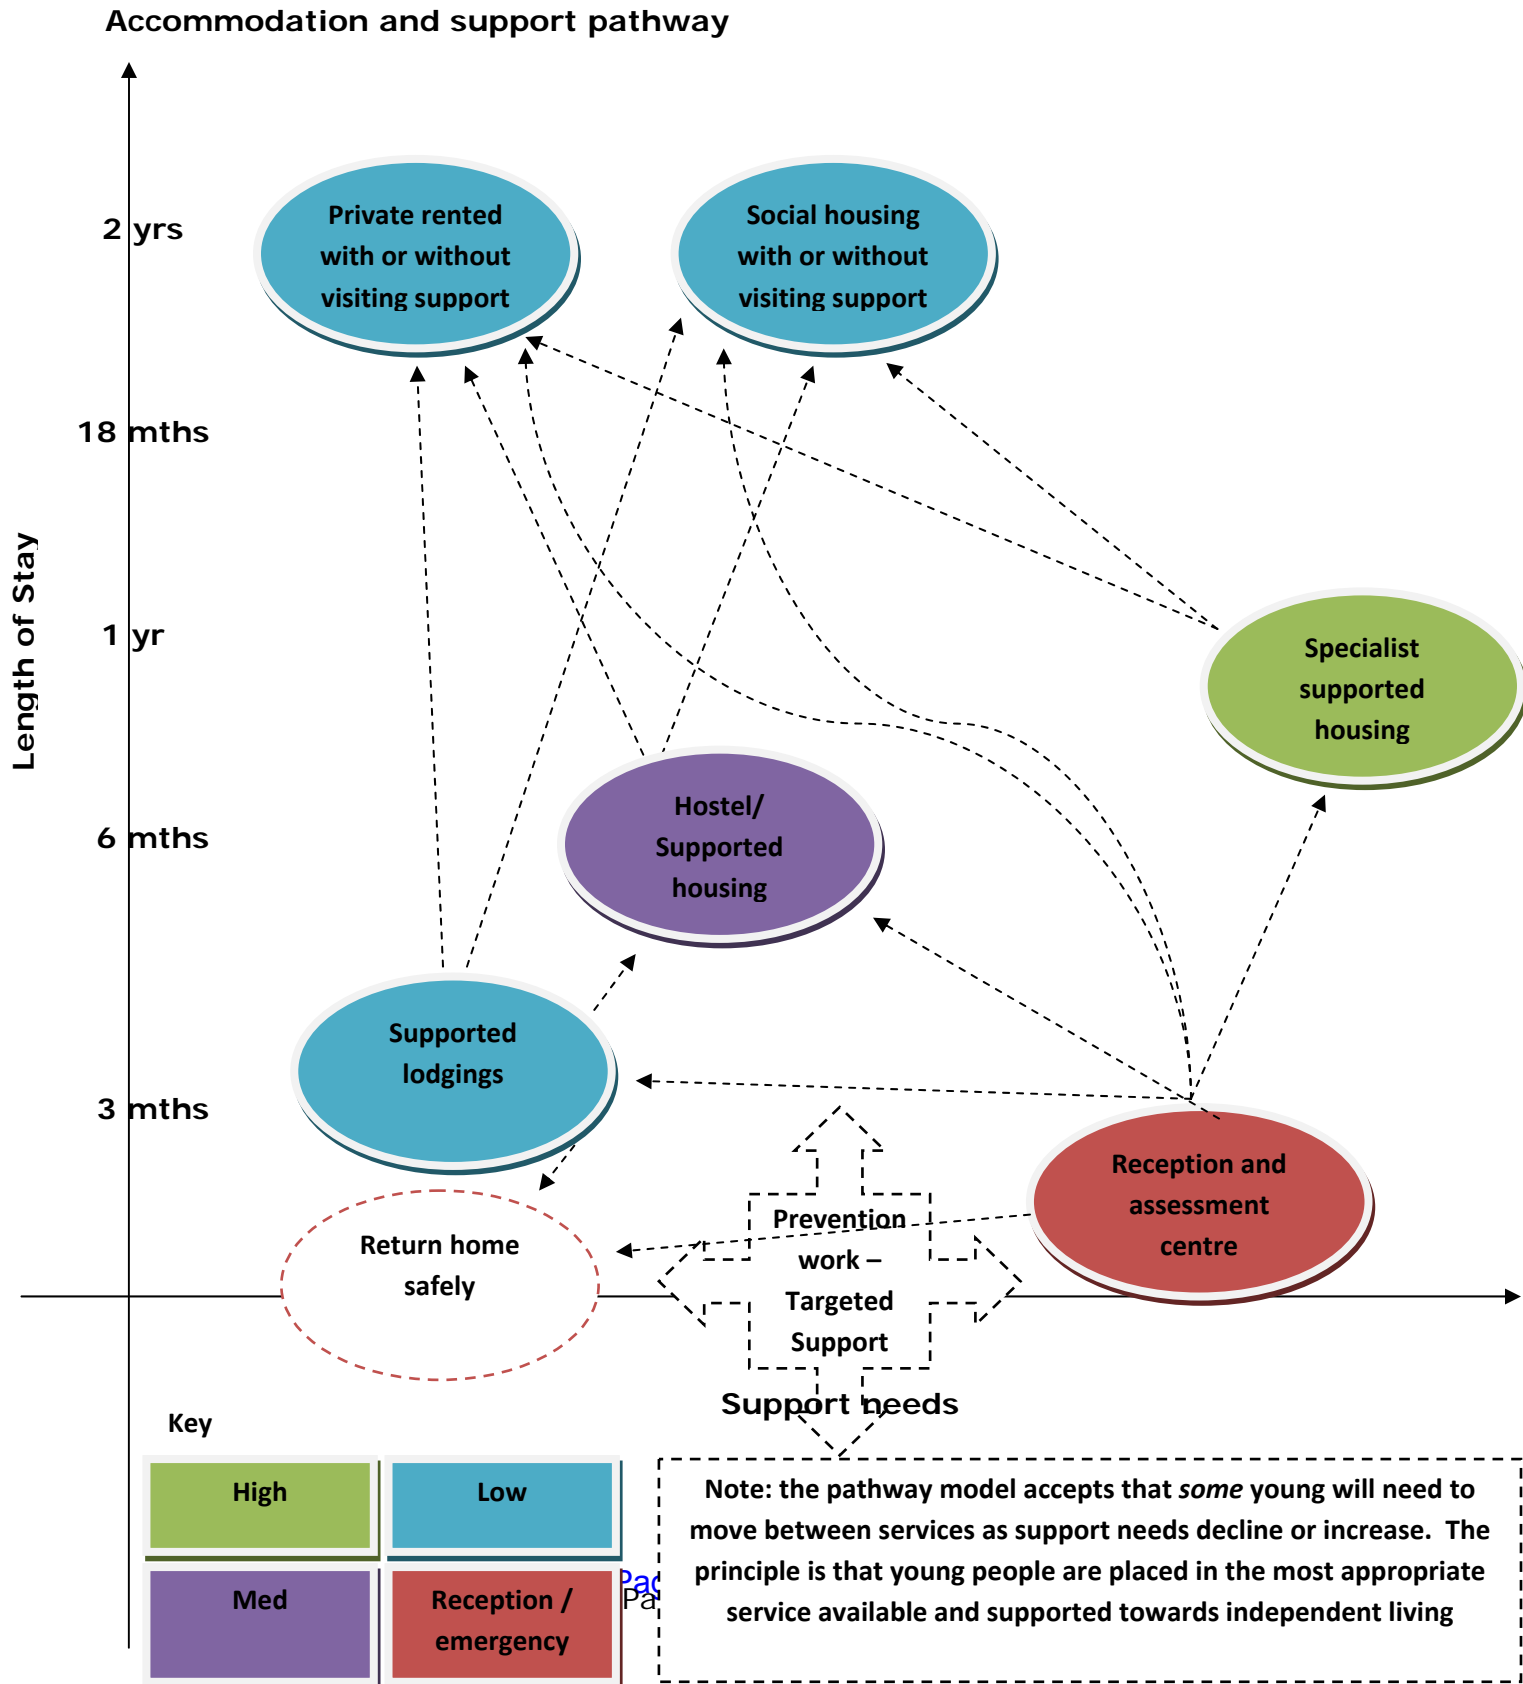 Accommodation and support pathway
Private rented
with or without
visiting support
Social housing
with or without
visiting support
2 yrs
18 mths
Length of Stay
1 yr
Specialist
supported
housing
Hostel/
Supported
housing
6 mths
Supported
lodgings
3 mths
Reception and
assessment
centre
Return home
safely
Prevention
work –
Targeted
Support
Support needs
Key
High
Low
Med
Reception /
emergency
Note: the pathway model accepts that some young will need to
move between services as support needs decline or increase. The
principle is that young people are placed in the most appropriate
service available and supported towards independent living